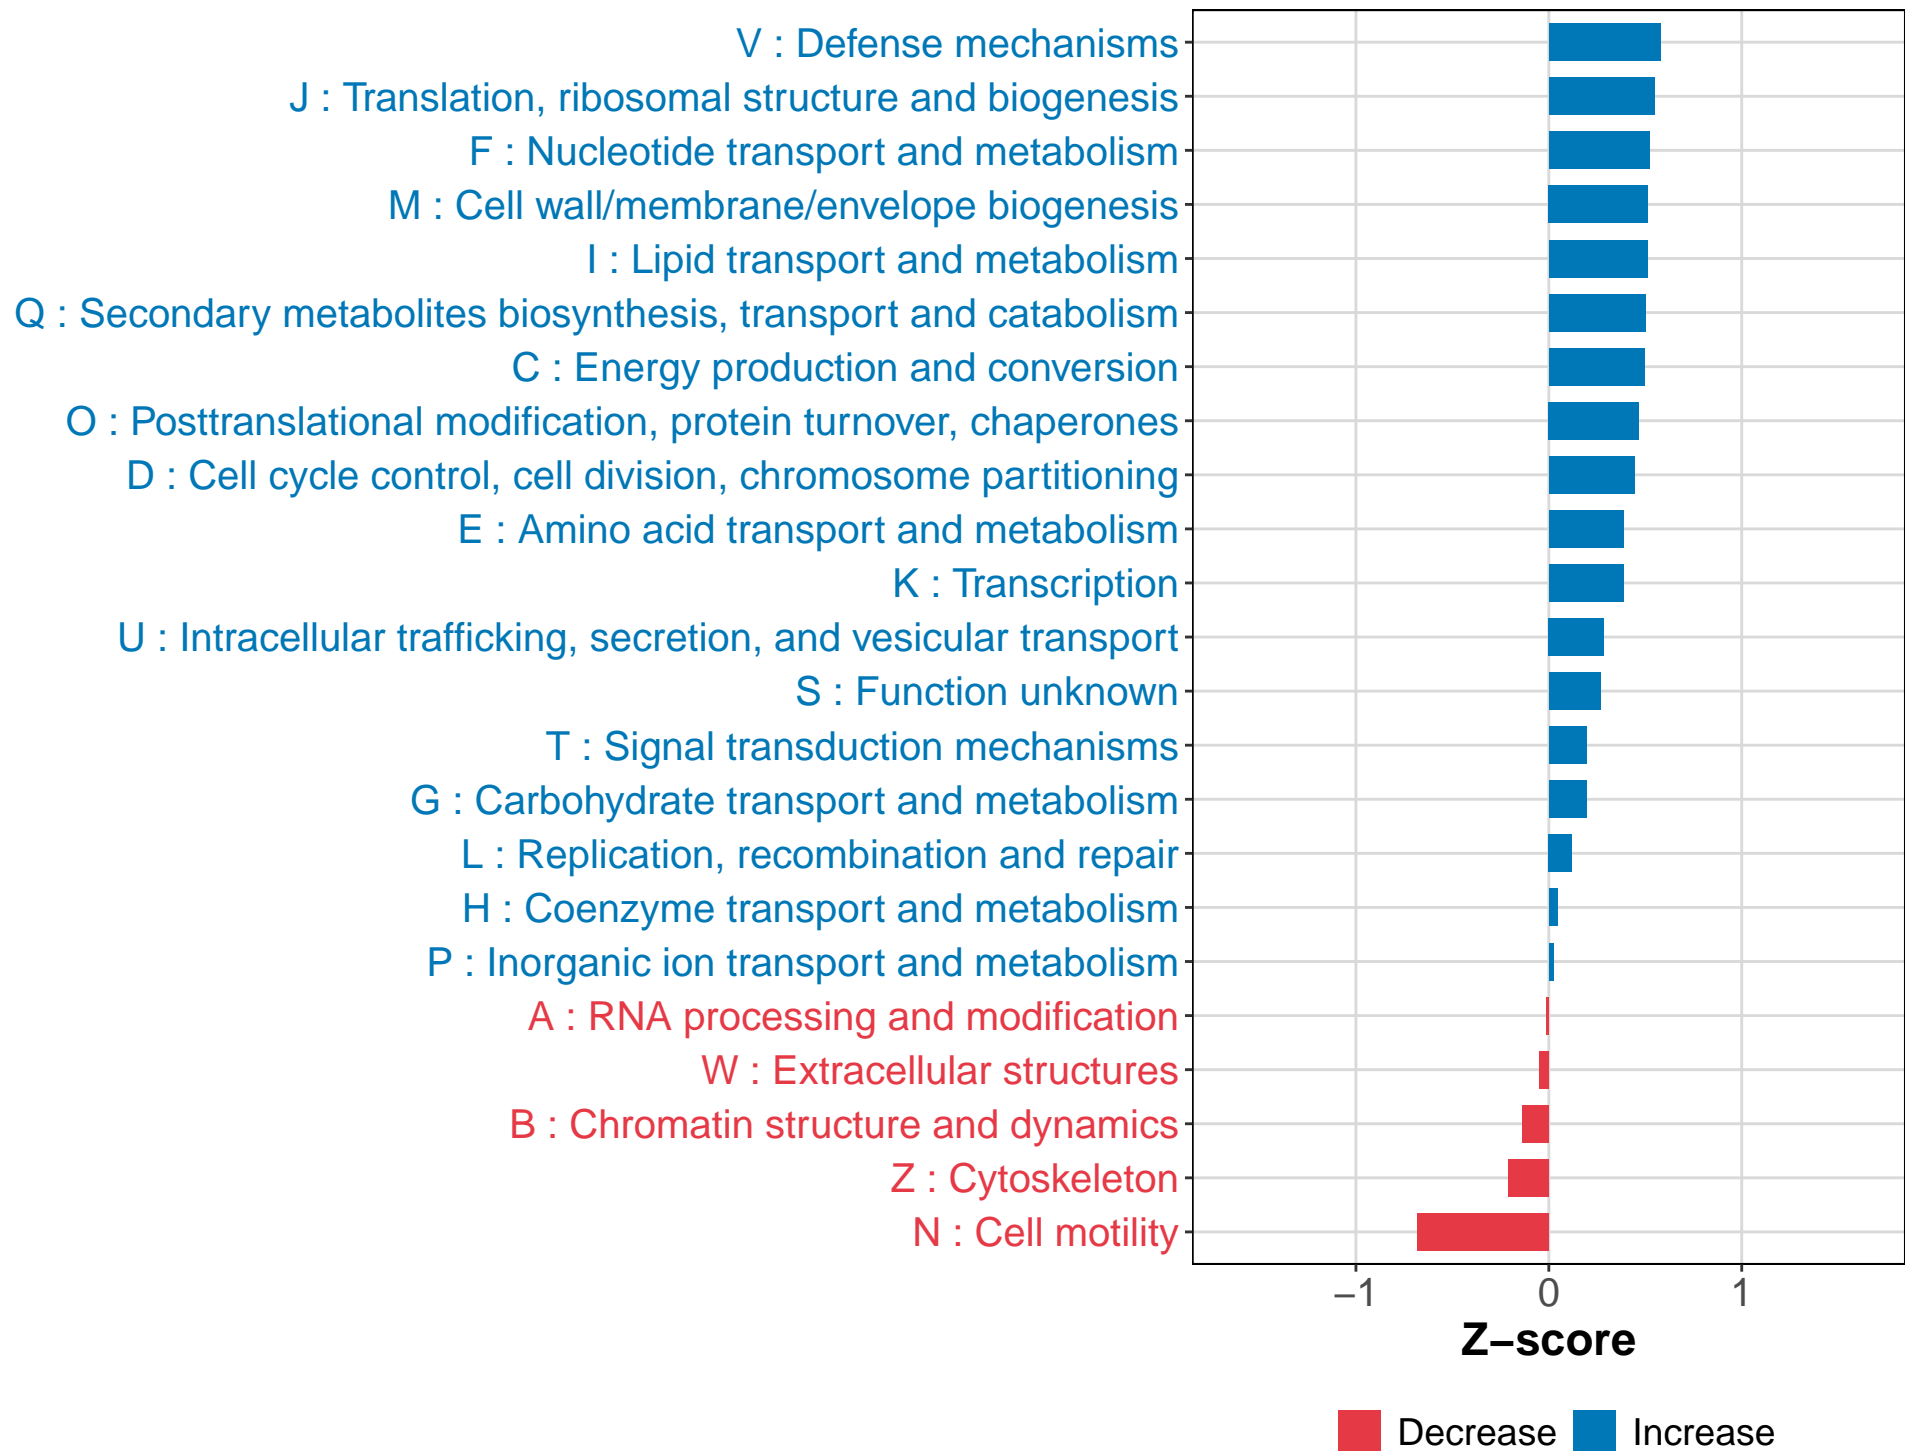 V : Defense mechanisms
J : Translation, ribosomal structure and biogenesis
F : Nucleotide transport and metabolism
M : Cell wall/membrane/envelope biogenesis
I : Lipid transport and metabolism
Q : Secondary metabolites biosynthesis, transport and catabolism
C : Energy production and conversion
O : Posttranslational modification, protein turnover, chaperones
D : Cell cycle control, cell division, chromosome partitioning
E : Amino acid transport and metabolism
K : Transcription
U : Intracellular trafficking, secretion, and vesicular transport
S : Function unknown
T : Signal transduction mechanisms
G : Carbohydrate transport and metabolism
L : Replication, recombination and repair
H : Coenzyme transport and metabolism
P : Inorganic ion transport and metabolism
A : RNA processing and modification
W : Extracellular structures
B : Chromatin structure and dynamics
Z : Cytoskeleton
N : Cell motility
−1 0 1
Z−score
Decrease Increase